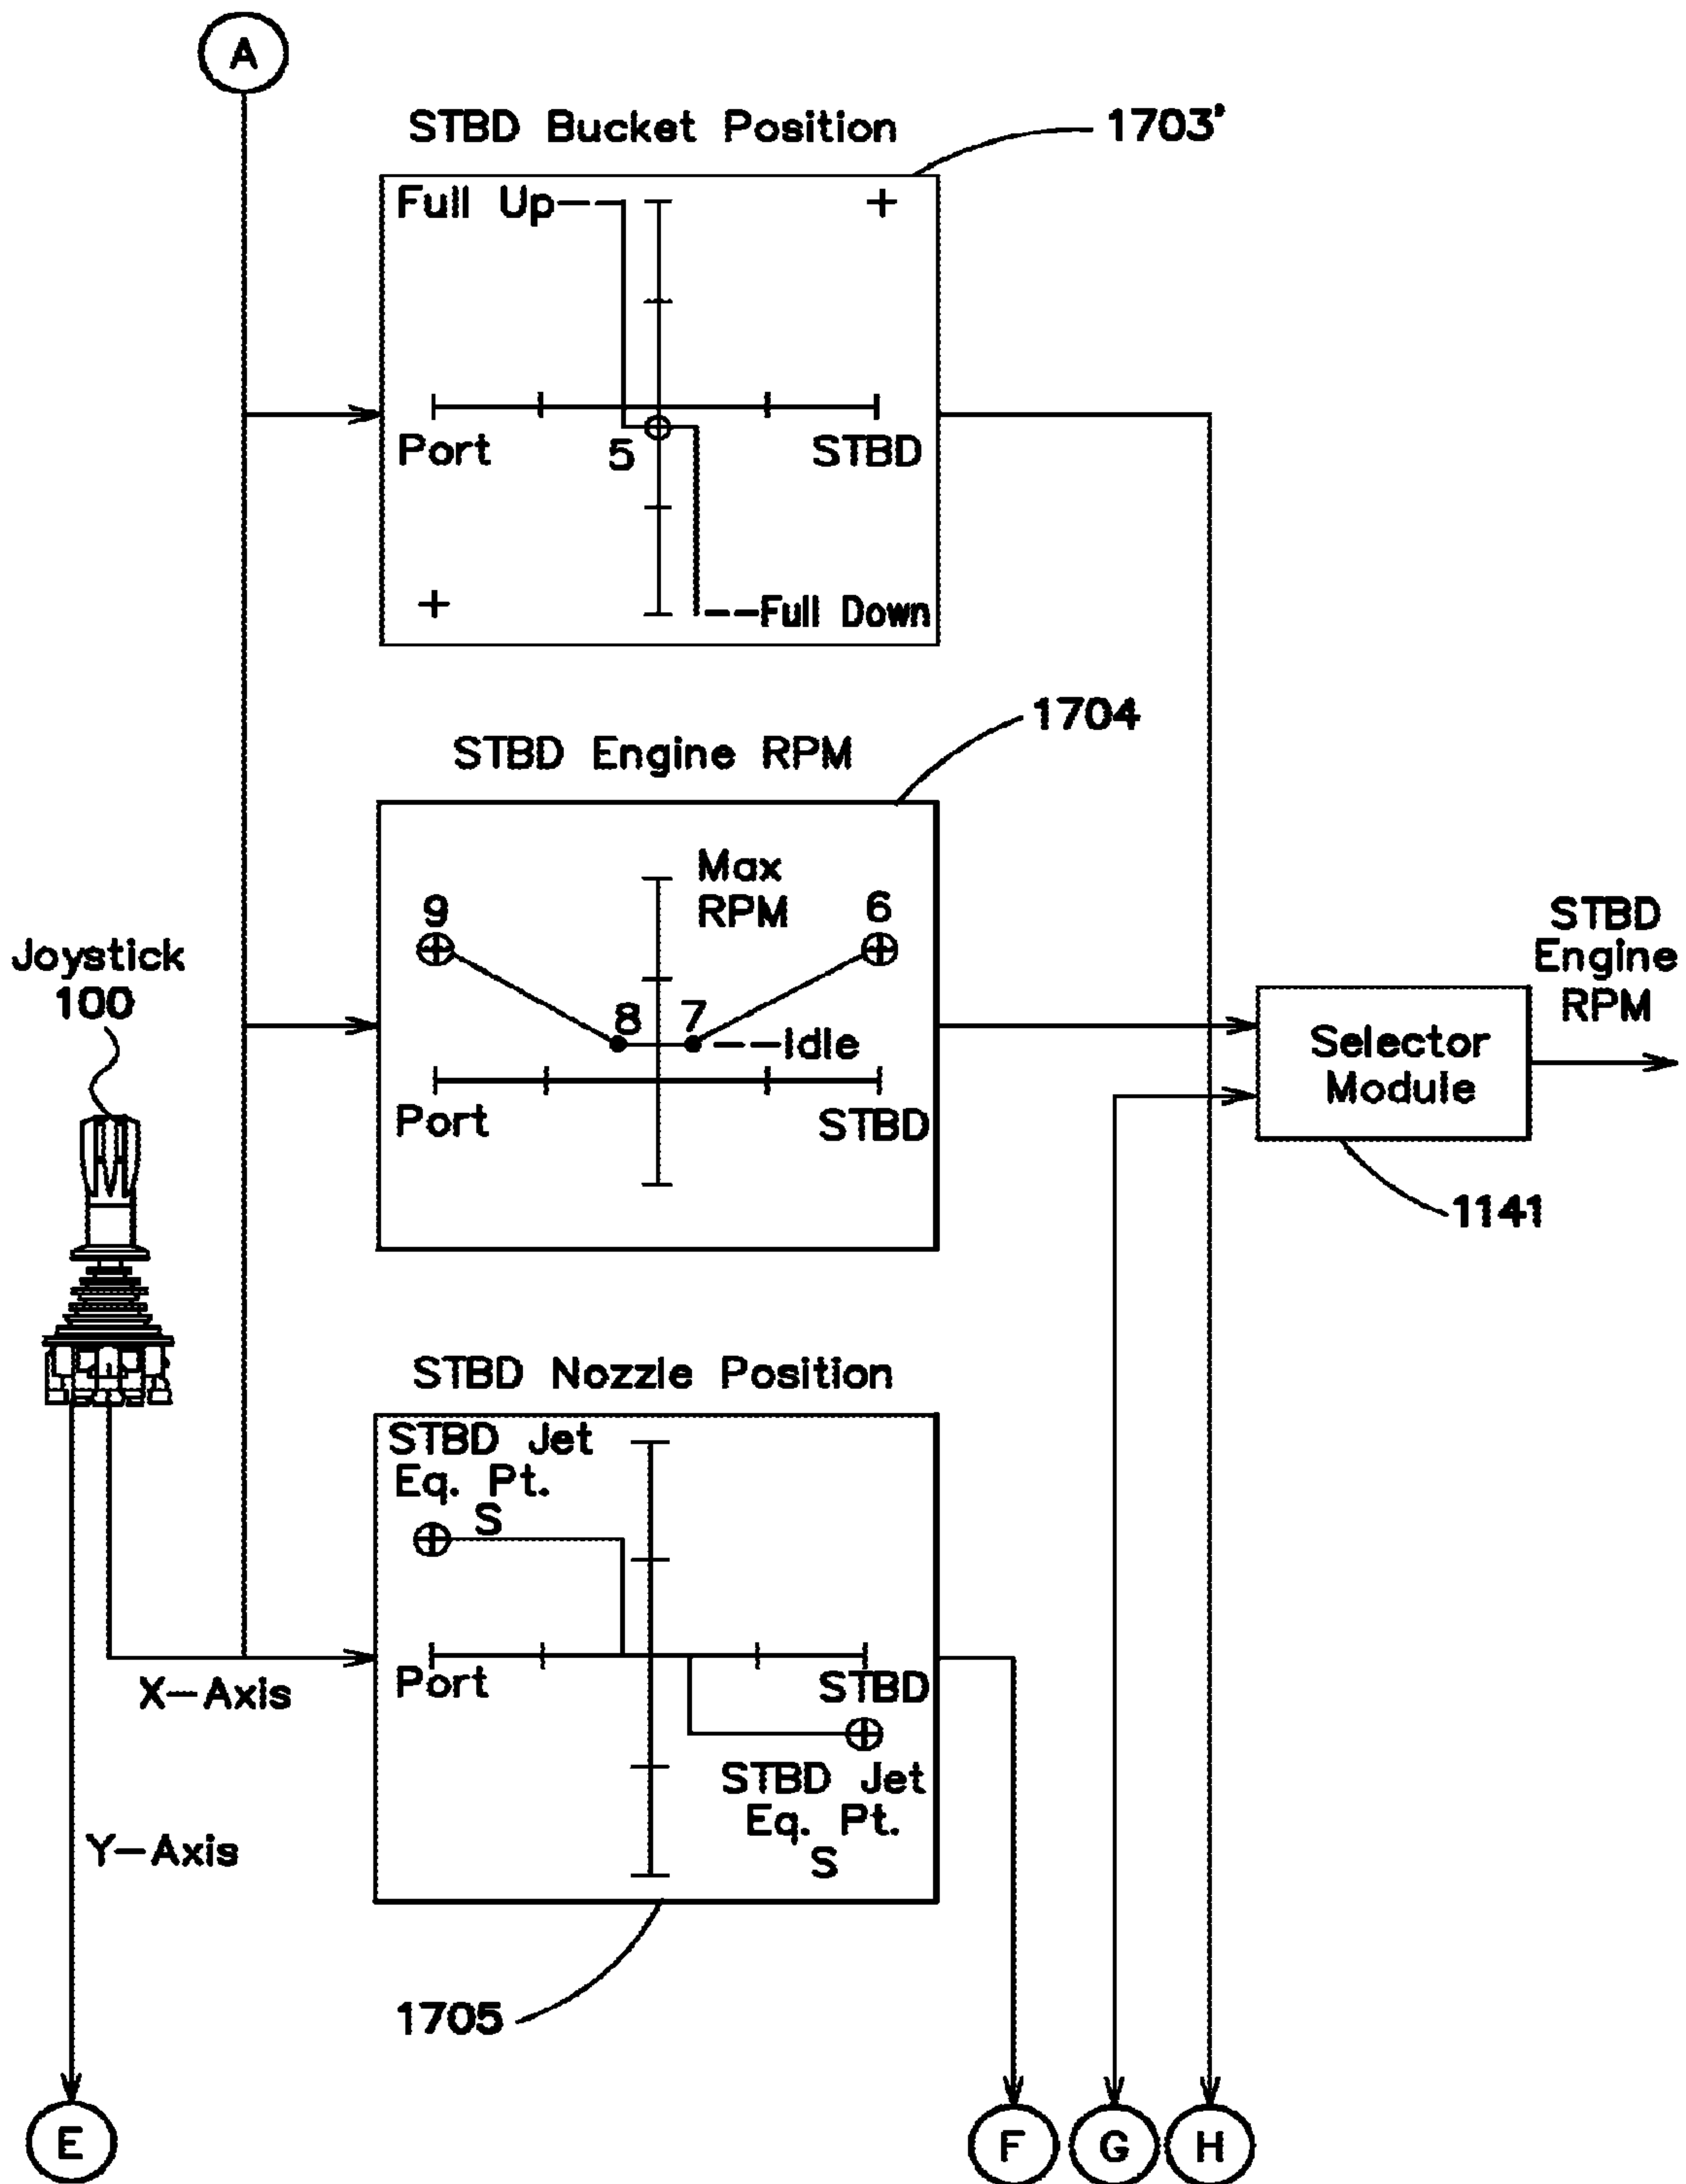 A
STBD Bucket Position
1703'
Full Up
+
Port
5
STBD
+
Full Down
1704
STBD Engine RPM
Max
RPM
9
6
8
7
Idle
Port
STBD
Joystick
100
STBD
Engine
RPM
Selector
Module
1141
STBD Nozzle Position
STBD Jet
Eq. Pt.
S
Port
STBD
X-Axis
STBD Jet
Eq. Pt.
S
Y-Axis
1705
E
F
G
H